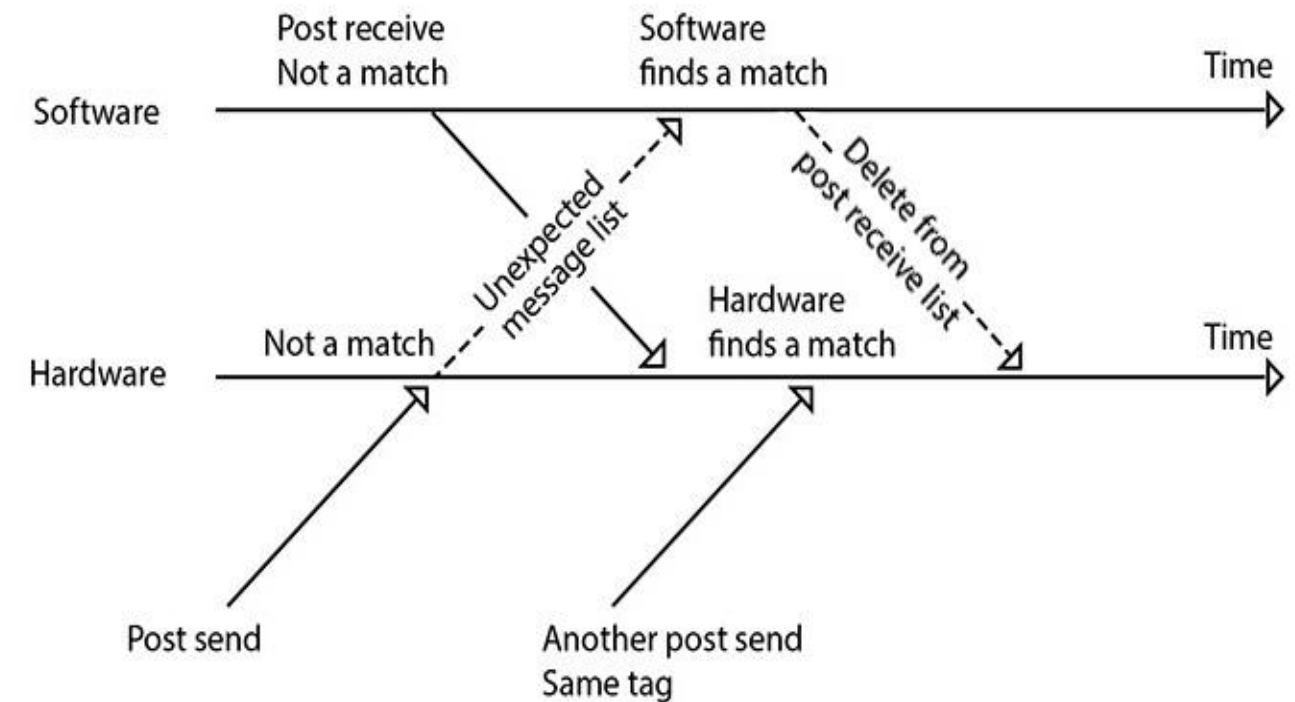 Post receive
Not a match
Software
finds a match
Time
Software
Unexpected
message list
Delete from
post receive list
Not a match
Hardware
finds a match
Time
Hardware
Post send
Another post send
Same tag